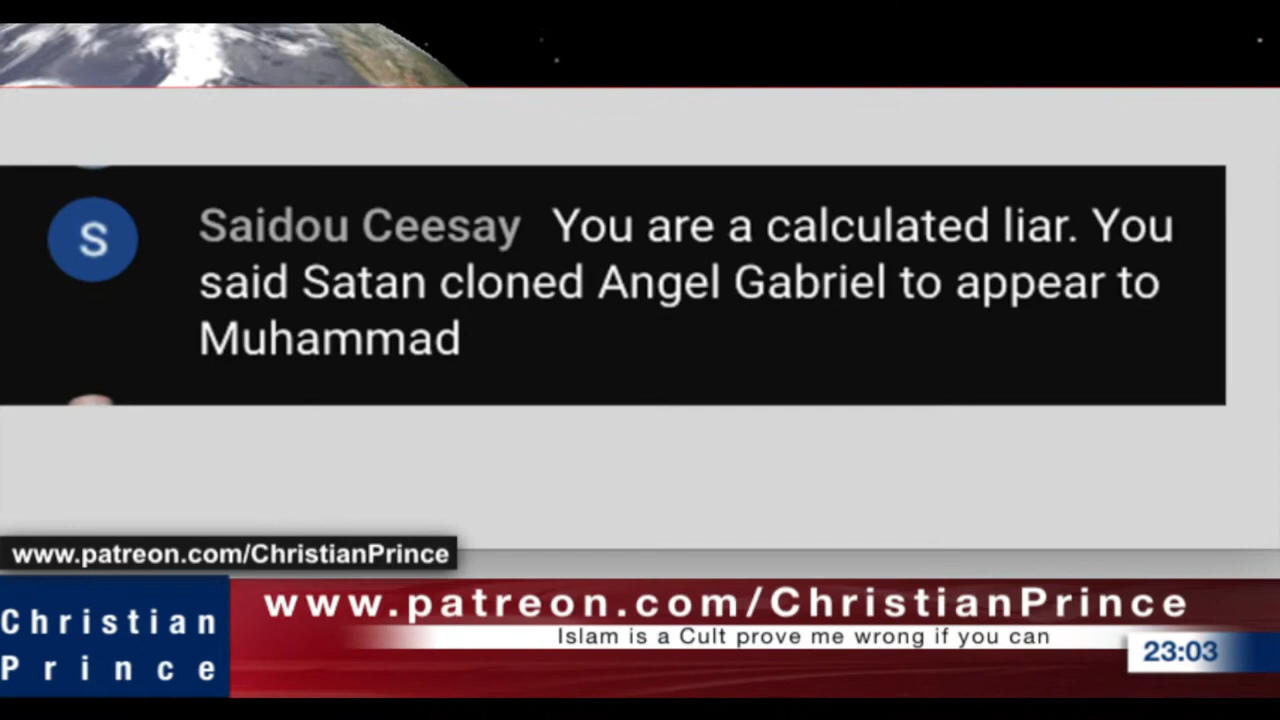 S
Saidou Ceesay You are a calculated liar. You
said Satan cloned Angel Gabriel to appear to
Muhammad
www.patreon.com/ChristianPrince
Christian
Prince
www.patreon.com/ChristianPrince
Islam is a Cult prove me wrong if you can
23:03